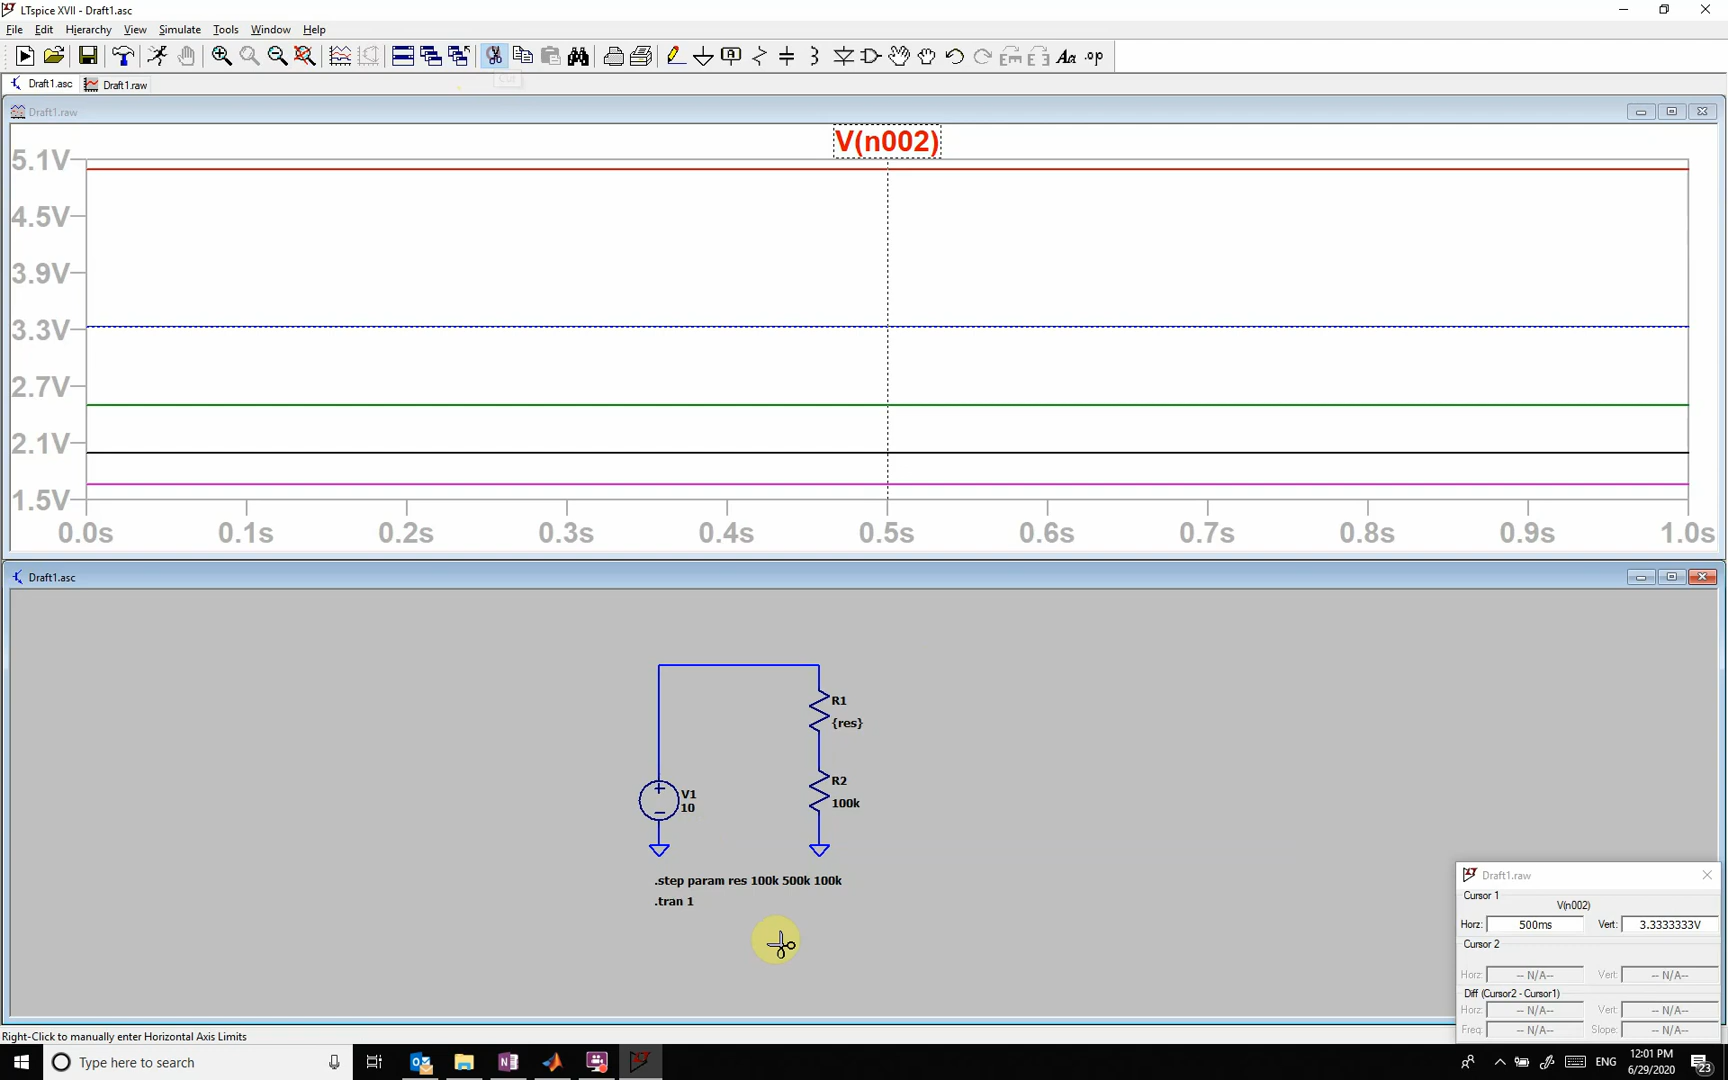 LTspice XVII - Draft1.asc
File Edit Hierarchy View Simulate Tools Window Help
Aa .op
Cut
Draft1.asc Draft1.raw
Draft1.raw
V(n002)
5.1V
4.5V
3.9V
3.3V
2.7V
2.1V
1.5V
0.0s 0.1s 0.2s 0.3s 0.4s 0.5s 0.6s 0.7s 0.8s 0.9s 1.0s
Draft1.asc
R1
{res}
R2
100k
V1
10
.step param res 100k 500k 100k
.tran 1
Draft1.raw
Cursor 1
V(n002)
Horz: 500ms Vert: 3.3333333V
Cursor 2
Horz: -- N/A-- Vert: -- N/A--
Diff (Cursor2 - Cursor1)
Horz: -- N/A-- Vert: -- N/A--
Freq: -- N/A-- Slope: -- N/A--
Right-Click to manually enter Horizontal Axis Limits
Type here to search
ENG
12:01 PM
6/29/2020
23